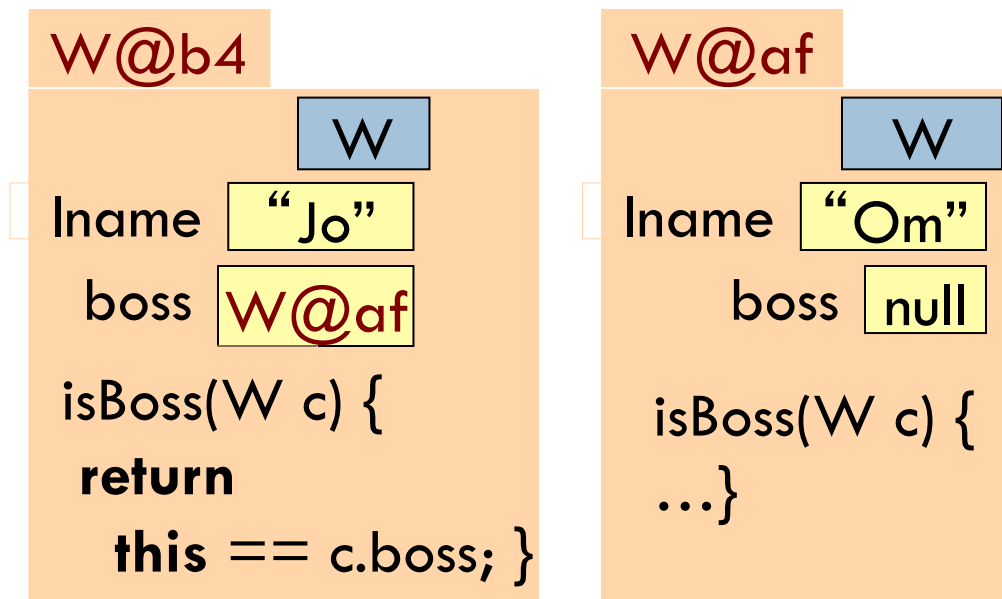 W@b4
W
lname “Jo”
boss W@af
isBoss(W c) {
return
this == c.boss; }
W@af
W
lname “Om”
boss null
isBoss(W c) {
...}